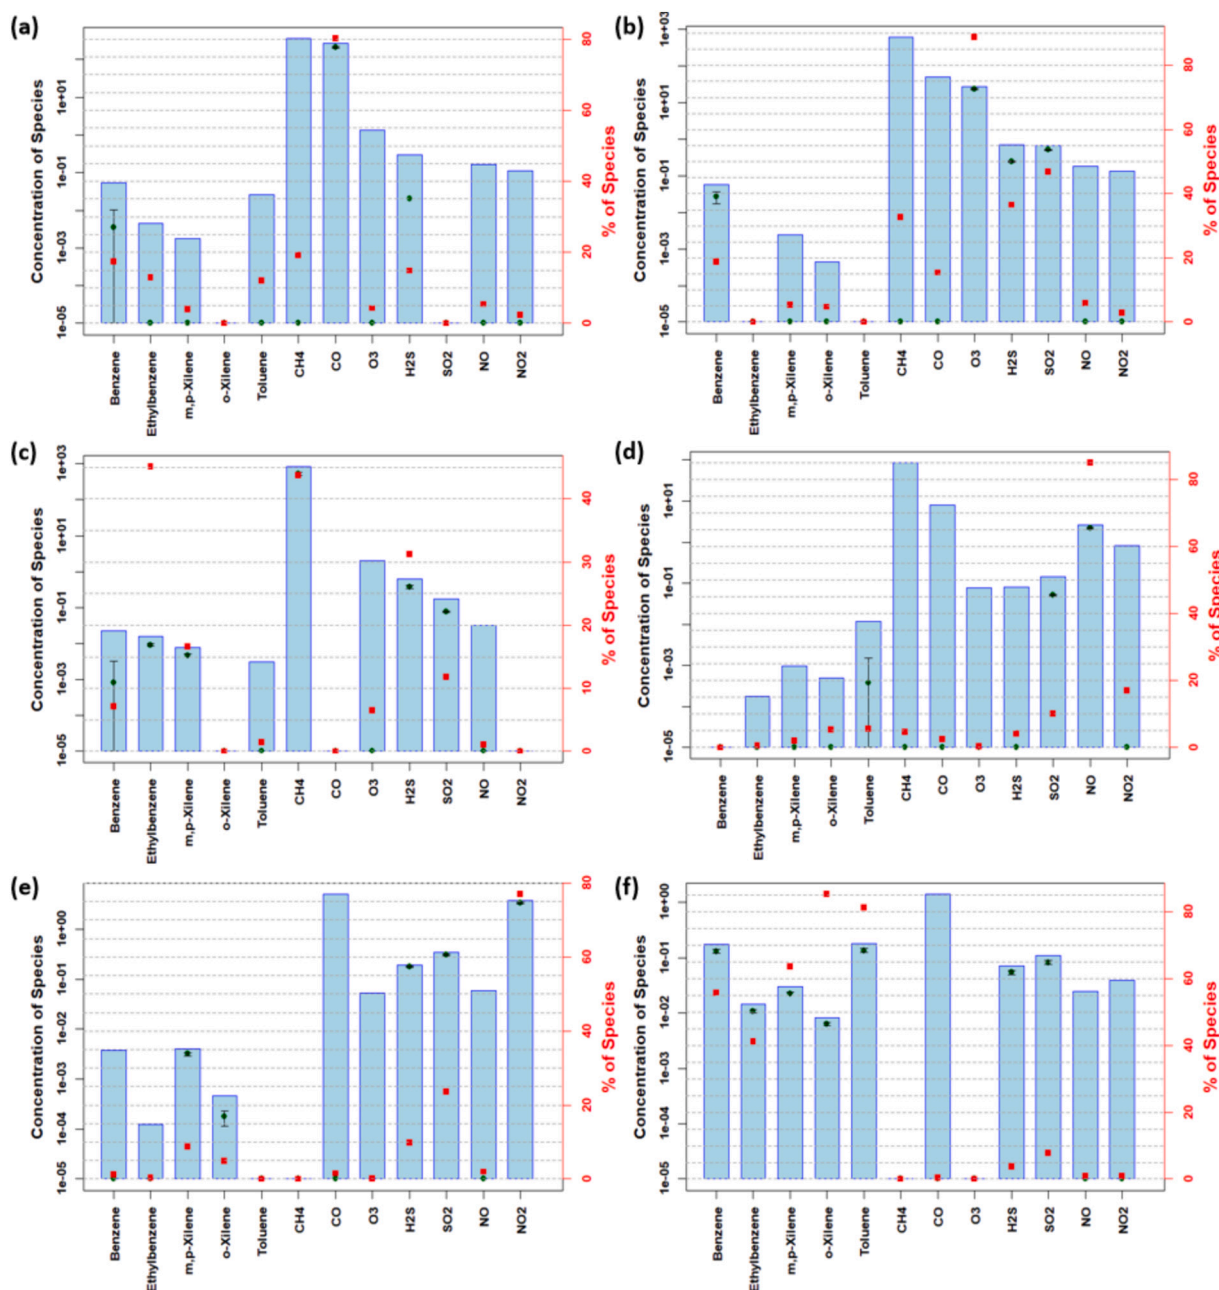 (a)
Concentration of Species
1e+01
1e-01
1e-03
1e-05
80
60
40
20
0
% of Species
Benzene
Ethylbenzene
m,p-Xilene
o-Xilene
Toluene
CH4
CO
O3
H2S
SO2
NO
NO2
(b)
Concentration of Species
1e+03
1e+01
1e-01
1e-03
1e-05
80
60
40
20
0
% of Species
Benzene
Ethylbenzene
m,p-Xilene
o-Xilene
Toluene
CH4
CO
O3
H2S
SO2
NO
NO2
(c)
Concentration of Species
1e+03
1e+01
1e-01
1e-03
1e-05
40
30
20
10
0
% of Species
Benzene
Ethylbenzene
m,p-Xilene
o-Xilene
Toluene
CH4
CO
O3
H2S
SO2
NO
NO2
(d)
Concentration of Species
1e+01
1e-01
1e-03
1e-05
80
60
40
20
0
% of Species
Benzene
Ethylbenzene
m,p-Xilene
o-Xilene
Toluene
CH4
CO
O3
H2S
SO2
NO
NO2
(e)
Concentration of Species
1e+00
1e-01
1e-02
1e-03
1e-04
1e-05
80
60
40
20
0
% of Species
Benzene
Ethylbenzene
m,p-Xilene
o-Xilene
Toluene
CH4
CO
O3
H2S
SO2
NO
NO2
(f)
Concentration of Species
1e+00
1e-01
1e-02
1e-03
1e-04
1e-05
80
60
40
20
0
% of Species
Benzene
Ethylbenzene
m,p-Xilene
o-Xilene
Toluene
CH4
CO
O3
H2S
SO2
NO
NO2